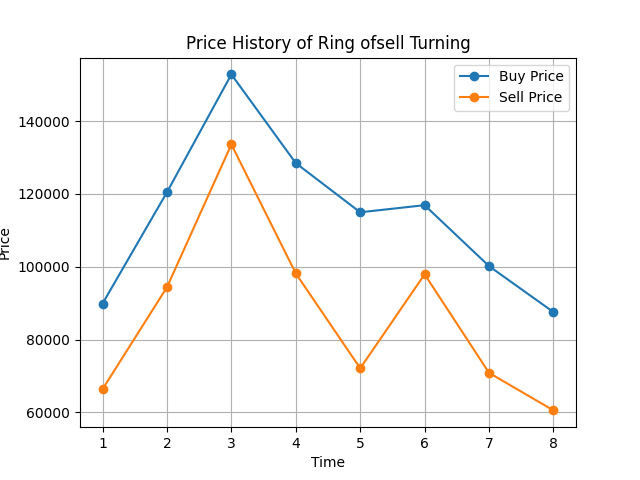 Price History of Ring ofsell Turning
Buy Price
Sell Price
140000
120000
100000
80000
60000
Price
1 2 3 4 5 6 7 8
Time